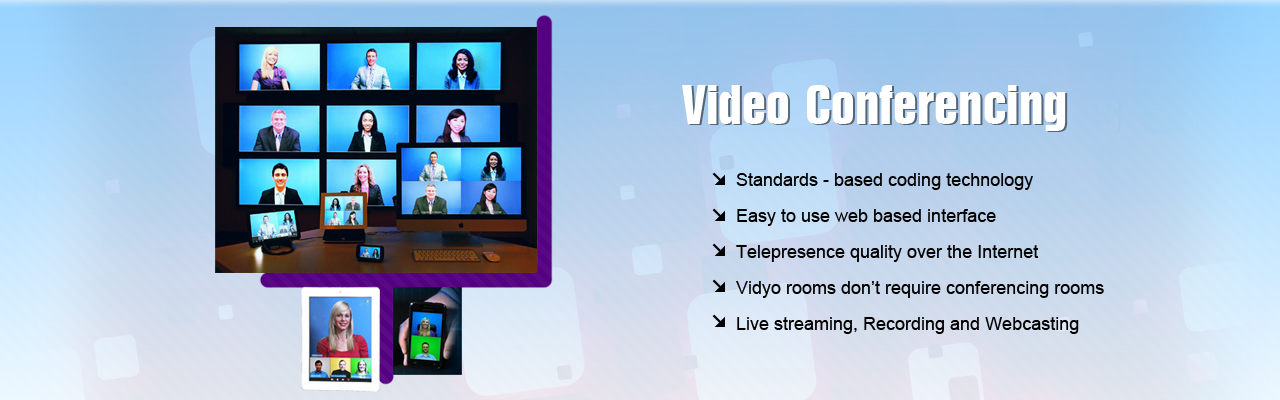 Video Conferencing
Standards - based coding technology
Easy to use web based interface
Telepresence quality over the Internet
Vidyo rooms don’t require conferencing rooms
Live streaming, Recording and Webcasting